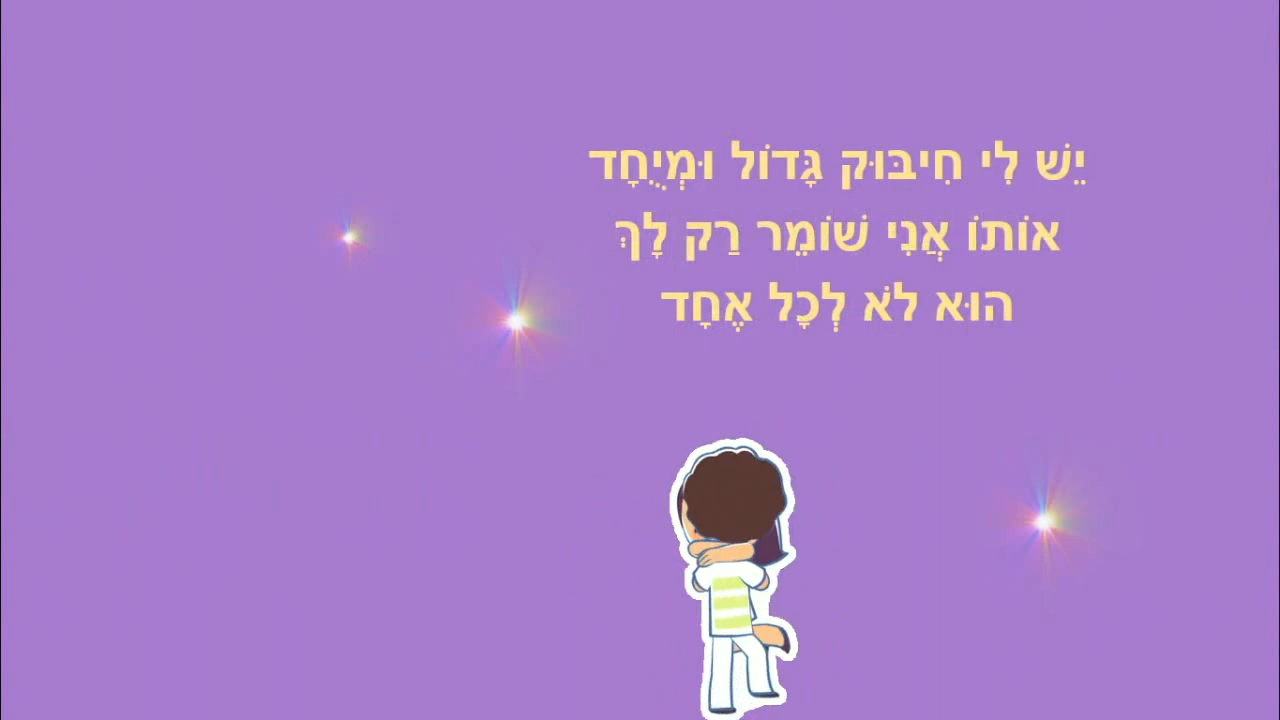 יֵשׁ לִי חִיבּוּק גָּדוֹל וּמְיֻחָד
אוֹתוֹ אֲנִי שׁוֹמֵר רַק לָךְ
הוּא לֹא לְכָל אֶחָד